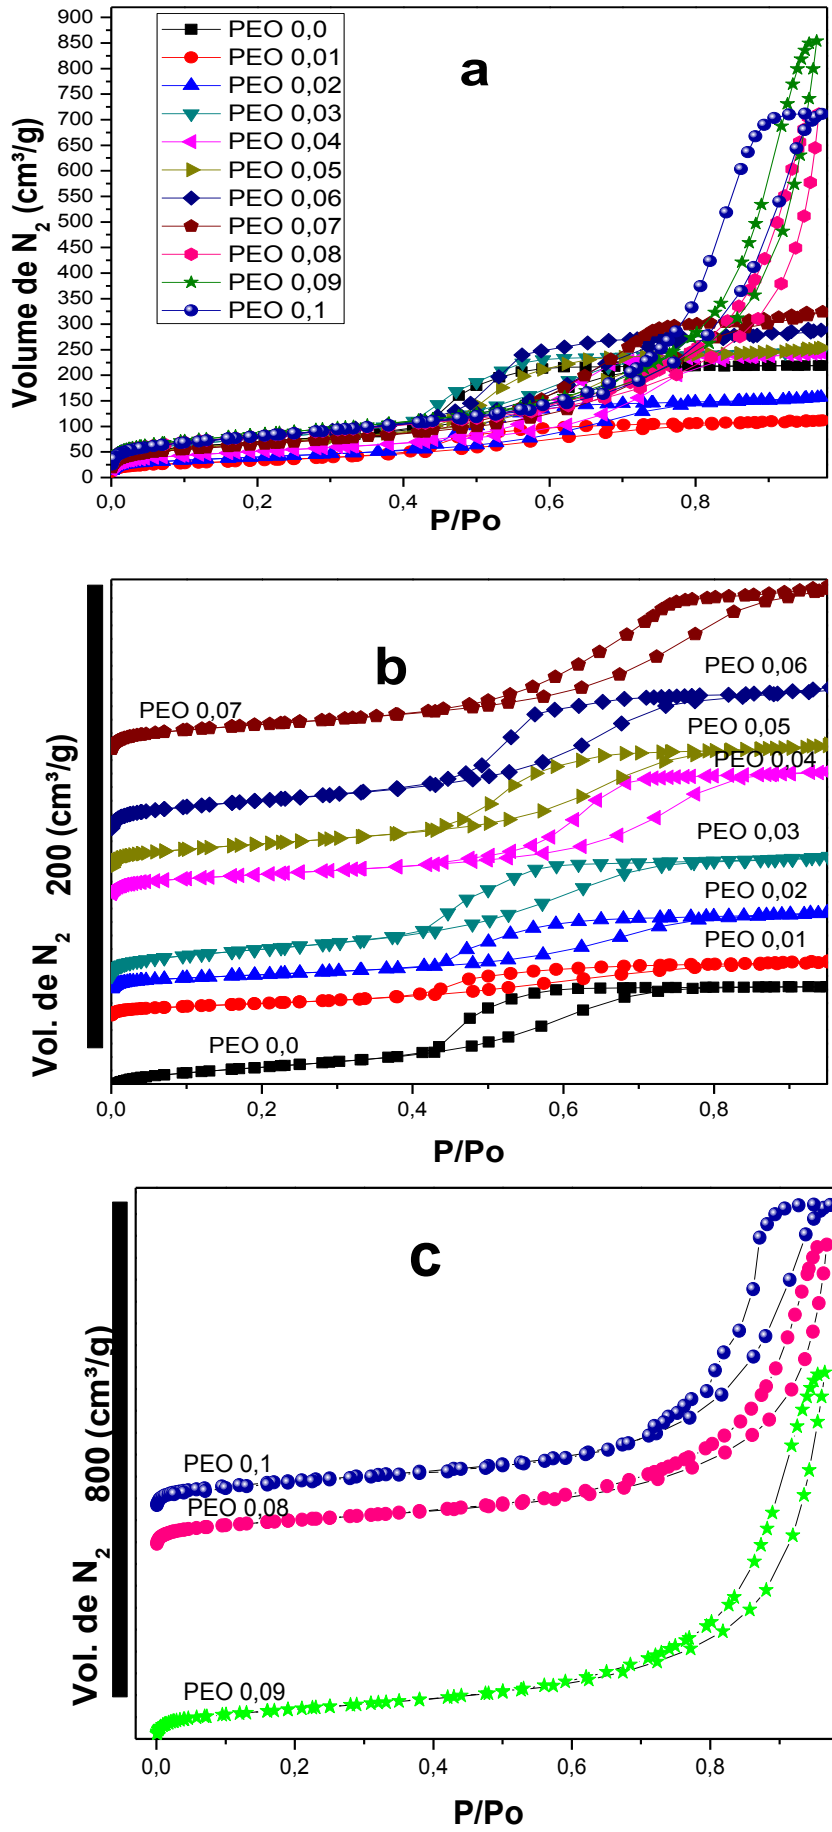 a
PEO 0,0
PEO 0,01
PEO 0,02
PEO 0,03
PEO 0,04
PEO 0,05
PEO 0,06
PEO 0,07
PEO 0,08
PEO 0,09
PEO 0,1
900
850
800
750
700
650
600
550
500
450
400
350
300
250
200
150
100
50
0
Volume de N2 (cm³/g)
0,0 0,2 0,4 0,6 0,8
P/Po
b
PEO 0,06
PEO 0,07
PEO 0,05
PEO 0,04
PEO 0,03
PEO 0,02
PEO 0,01
PEO 0,0
Vol. de N2 200 (cm³/g)
0,0 0,2 0,4 0,6 0,8
P/Po
c
PEO 0,1
PEO 0,08
PEO 0,09
Vol. de N2 800 (cm³/g)
0,0 0,2 0,4 0,6 0,8
P/Po